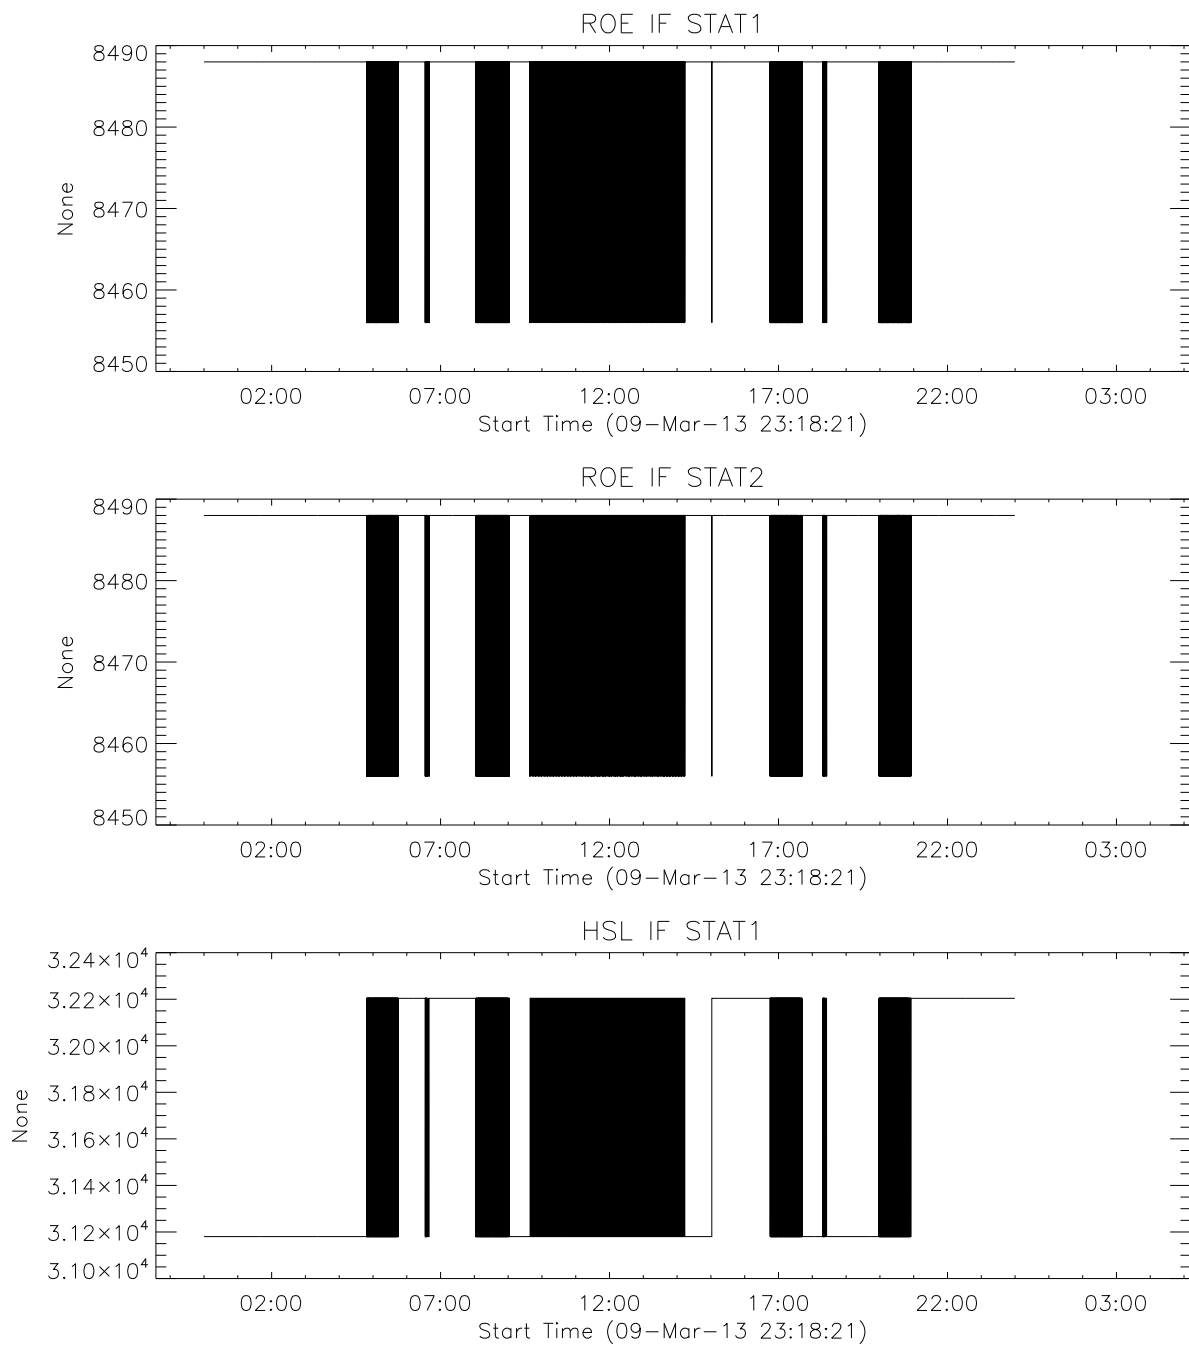 ROE IF STAT1
8490
8480
8470
8460
8450
None
02:00 07:00 12:00 17:00 22:00 03:00
Start Time (09-Mar-13 23:18:21)
ROE IF STAT2
8490
8480
8470
8460
8450
None
02:00 07:00 12:00 17:00 22:00 03:00
Start Time (09-Mar-13 23:18:21)
HSL IF STAT1
3.24×10⁴
3.22×10⁴
3.20×10⁴
3.18×10⁴
3.16×10⁴
3.14×10⁴
3.12×10⁴
3.10×10⁴
None
02:00 07:00 12:00 17:00 22:00 03:00
Start Time (09-Mar-13 23:18:21)